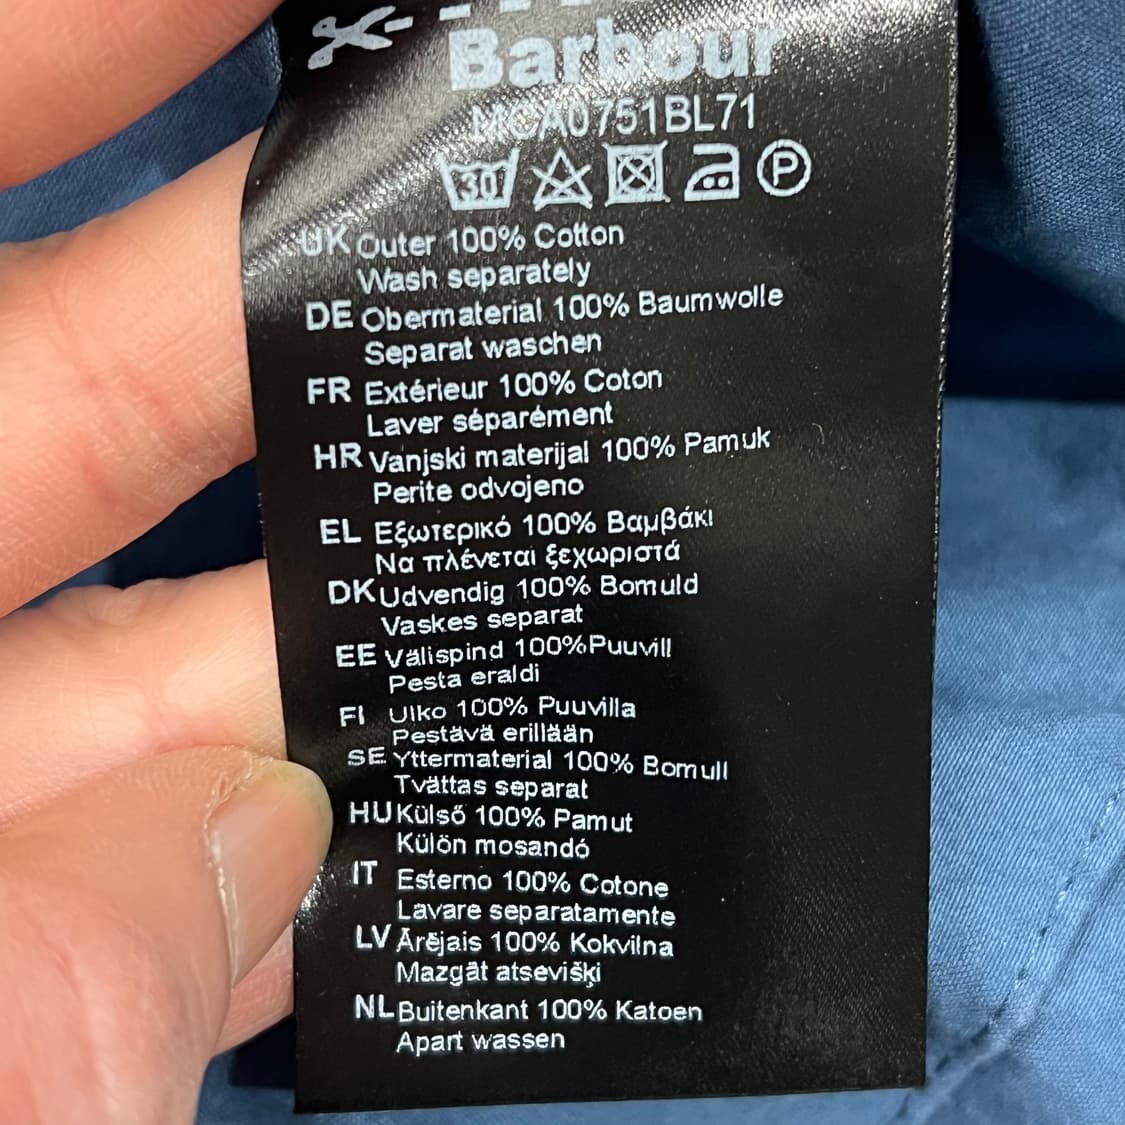 Barbour
MCA0751BL71
30 P
UK Outer 100% Cotton
Wash separately
DE Obermaterial 100% Baumwolle
Separat waschen
FR Extérieur 100% Coton
Laver séparément
HR Vanjski materijal 100% Pamuk
Perite odvojeno
EL Εξωτερικό 100% Βαμβάκι
Να πλένεται ξεχωριστά
DK Udvendig 100% Bomuld
Vaskes separat
EE Välispind 100%Puuvill
Pesta eraldi
FI Ulko 100% Puuvilla
Pestävä erillään
SE Yttermaterial 100% Bomull
Tvättas separat
HU Külső 100% Pamut
Külön mosandó
IT Esterno 100% Cotone
Lavare separatamente
LV Ārējais 100% Kokvilna
Mazgāt atsevišķi
NL Buitenkant 100% Katoen
Apart wassen